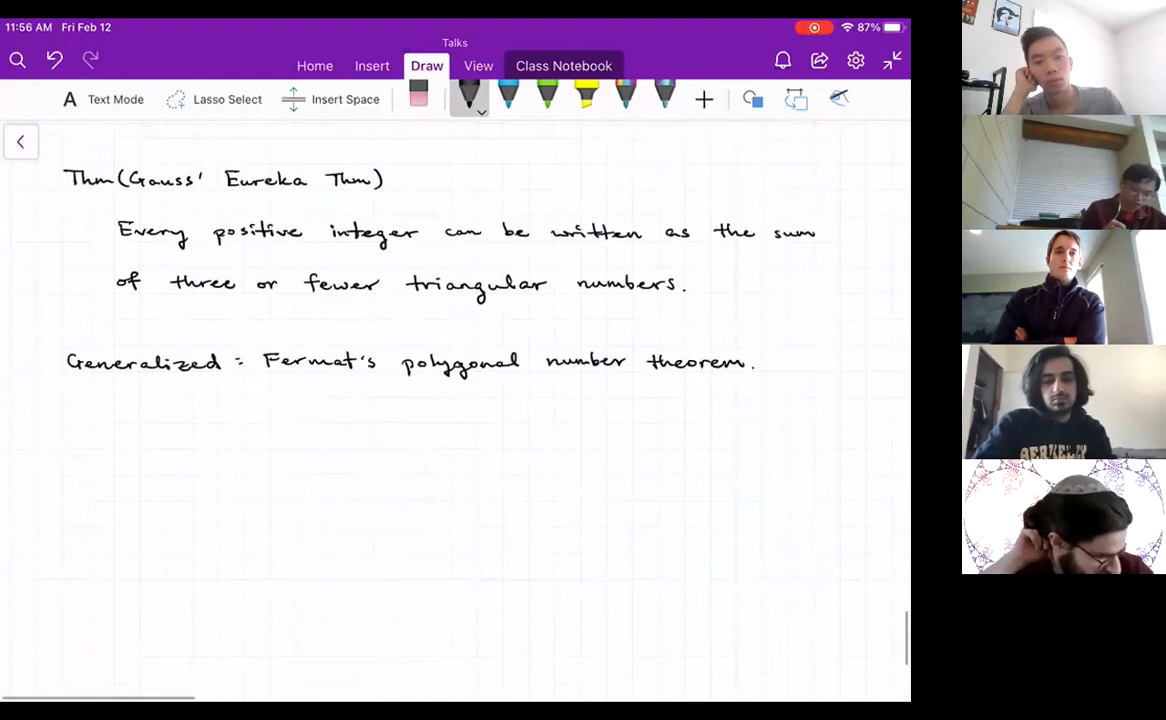 11:56 AM Fri Feb 12
87%
Talks
Home Insert Draw View Class Notebook
Text Mode Lasso Select Insert Space
Thm (Gauss' Eureka Thm)
Every positive integer can be written as the sum
of three or fewer triangular numbers.
Generalized : Fermat's polygonal number theorem.
BERKELEY